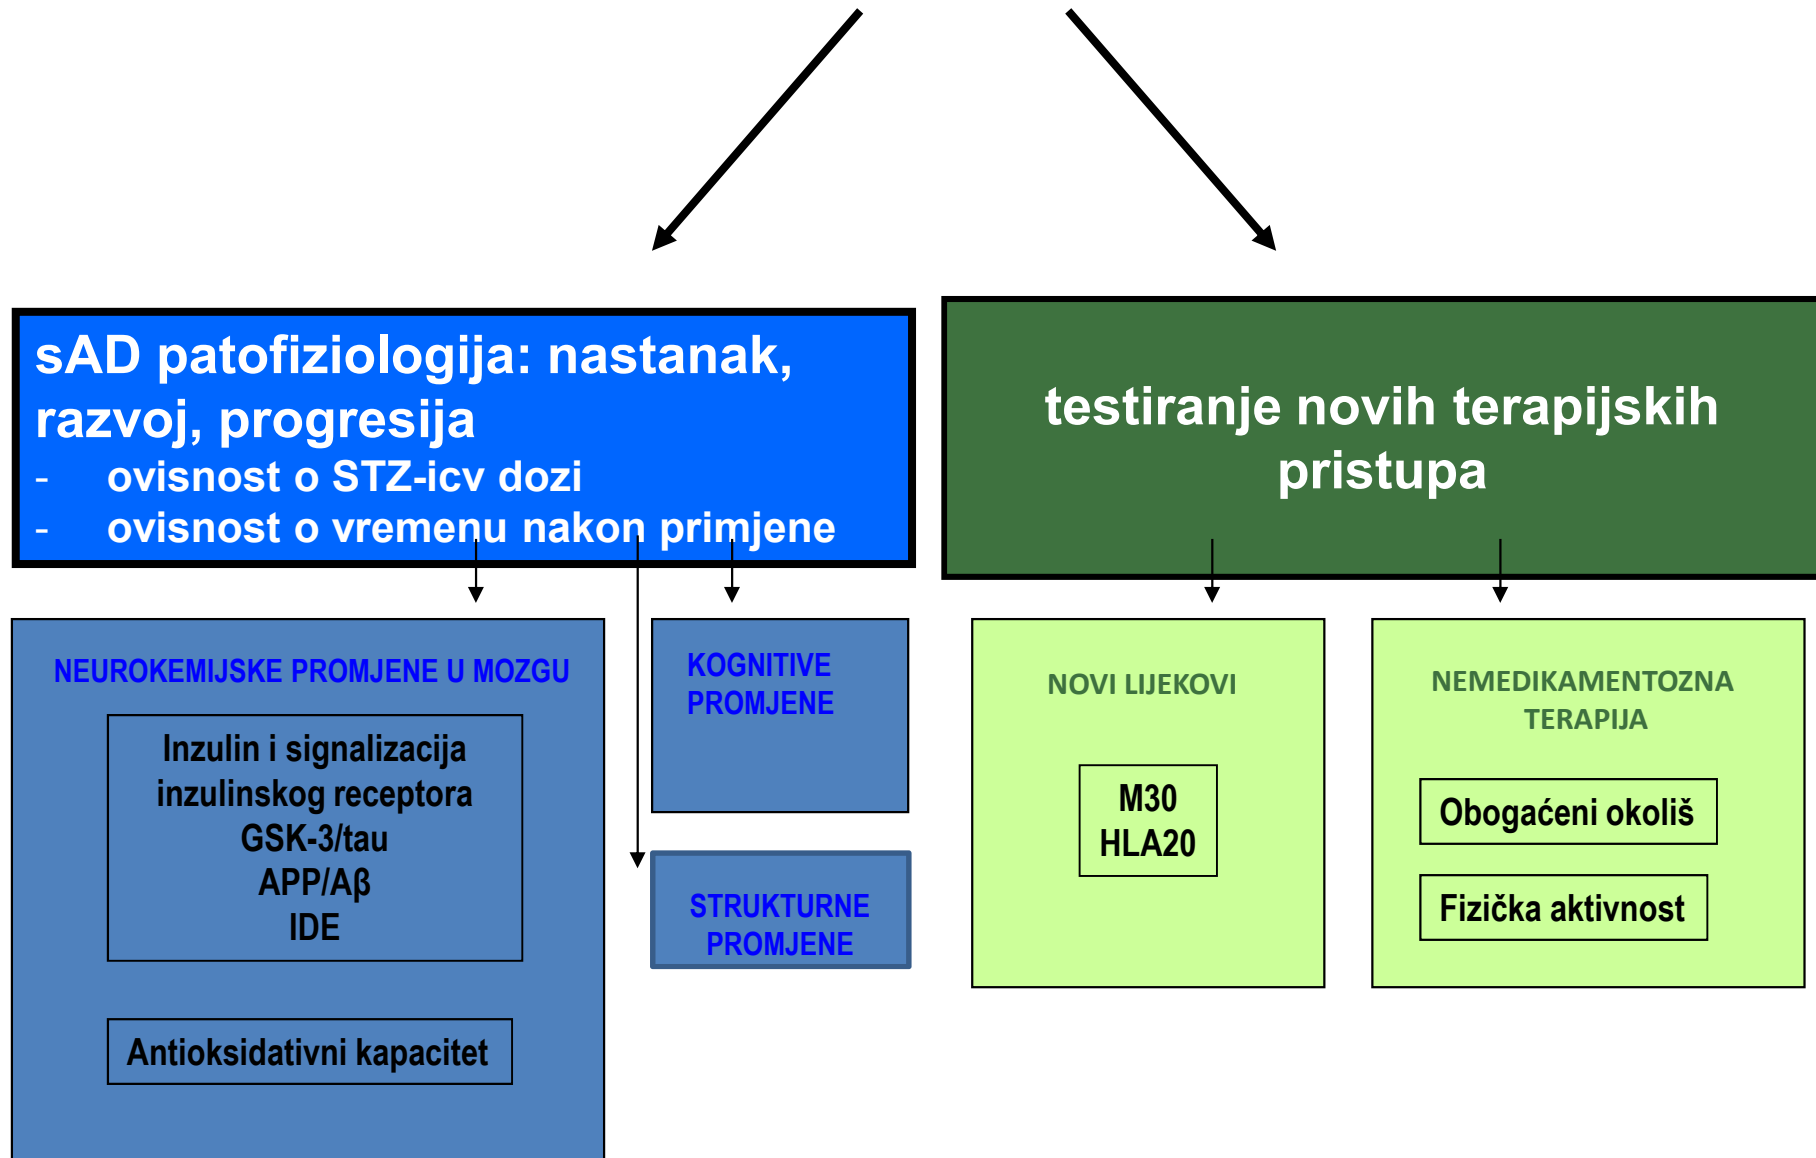 sAD patofiziologija: nastanak,
razvoj, progresija
- ovisnost o STZ-icv dozi
- ovisnost o vremenu nakon primjene
testiranje novih terapijskih
pristupa
NEUROKEMIJSKE PROMJENE U MOZGU
Inzulin i signalizacija
inzulinskog receptora
GSK-3/tau
APP/Aβ
IDE
Antioksidativni kapacitet
KOGNITIVE
PROMJENE
STRUKTURNE
PROMJENE
NOVI LIJEKOVI
M30
HLA20
NEMEDIKAMENTOZNA
TERAPIJA
Obogaćeni okoliš
Fizička aktivnost